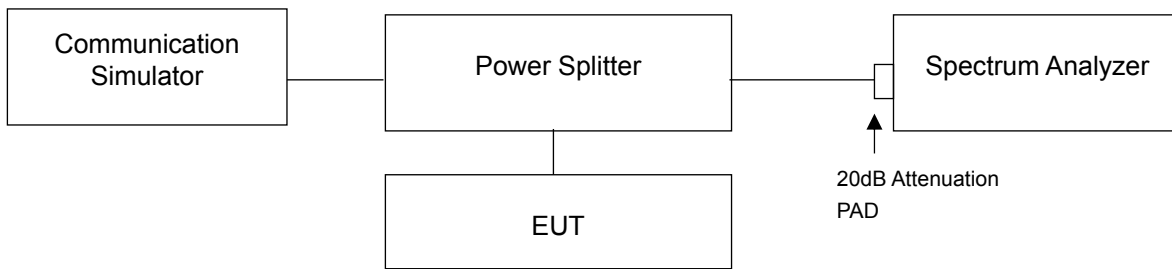 Communication
Simulator
Power Splitter
Spectrum Analyzer
20dB Attenuation
PAD
EUT